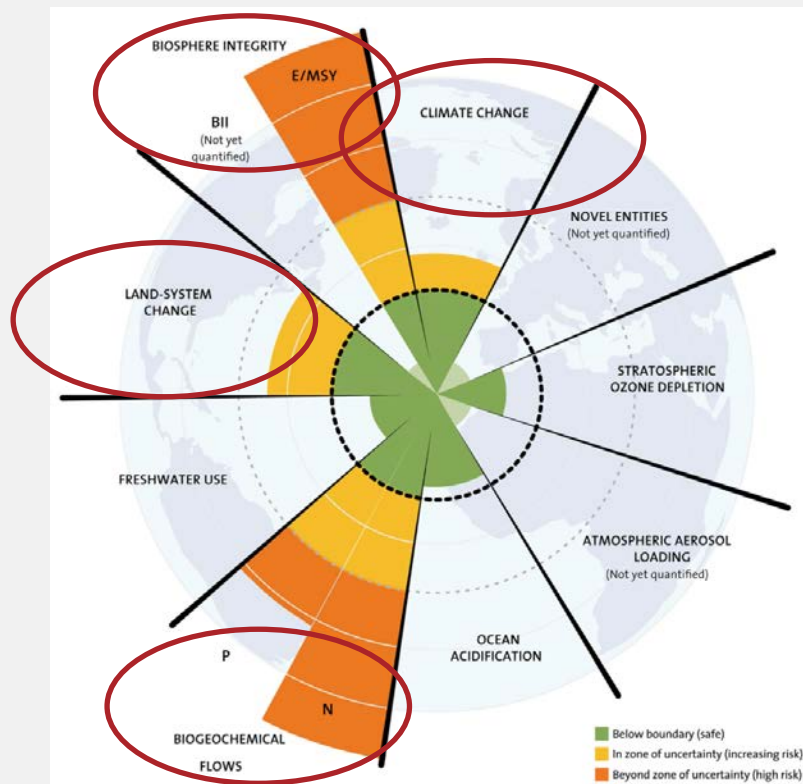 BIOSPHERE INTEGRITY
E/MSY
BII
(Not yet
quantified)
CLIMATE CHANGE
NOVEL ENTITIES
(Not yet quantified)
LAND-SYSTEM
CHANGE
STRATOSPHERIC
OZONE DEPLETION
FRESHWATER USE
ATMOSPHERIC AEROSOL
LOADING
(Not yet quantified)
OCEAN
ACIDIFICATION
P
N
BIOGEOCHEMICAL
FLOWS
Below boundary (safe)
In zone of uncertainty (increasing risk)
Beyond zone of uncertainty (high risk)